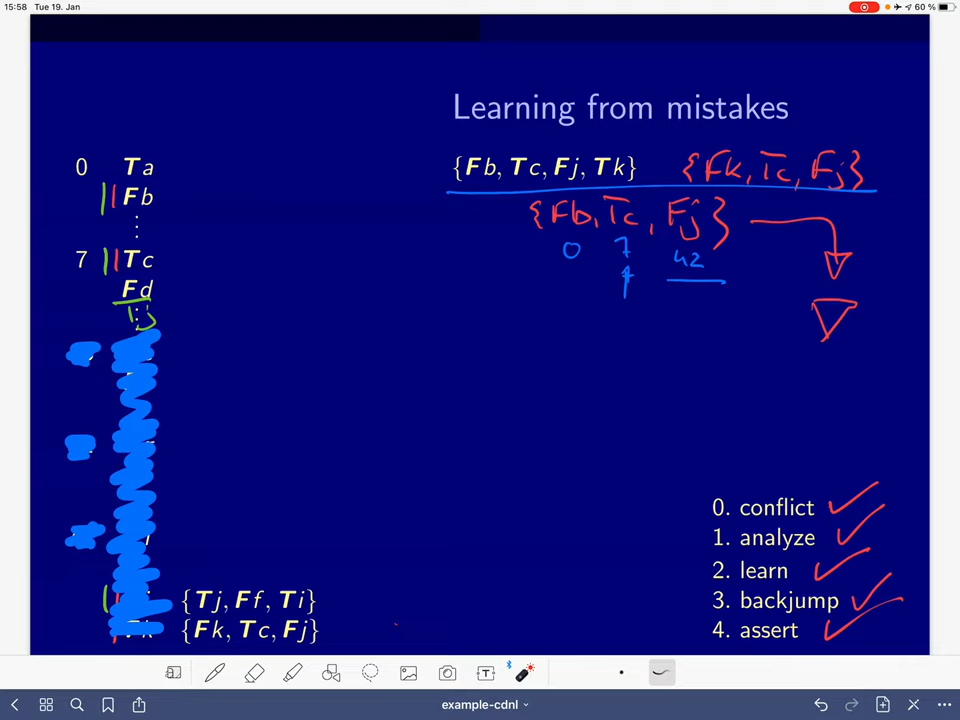 15:58 Tue 19. Jan
60 %
Learning from mistakes
0 Ta
{Fb, Tc, Fj, Tk} {Fk, Tc, Fj}
Fb
{Fb, Tc, Fj}
0 7 42
7 Tc
Fd
0. conflict
1. analyze
2. learn
{Tj, Ff, Ti}
3. backjump
{Fk, Tc, Fj}
4. assert
example-cdnl